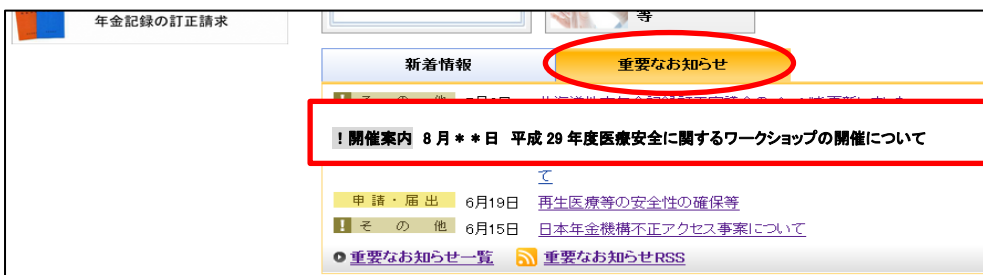 年金記録の訂正請求
等
新着情報
重要なお知らせ
！開催案内 8月＊＊日 平成29年度医療安全に関するワークショップの開催について
て
申請・届出 6月19日 再生医療等の安全性の確保等
! その他 6月15日 日本年金機構不正アクセス事案について
重要なお知らせ一覧 重要なお知らせRSS